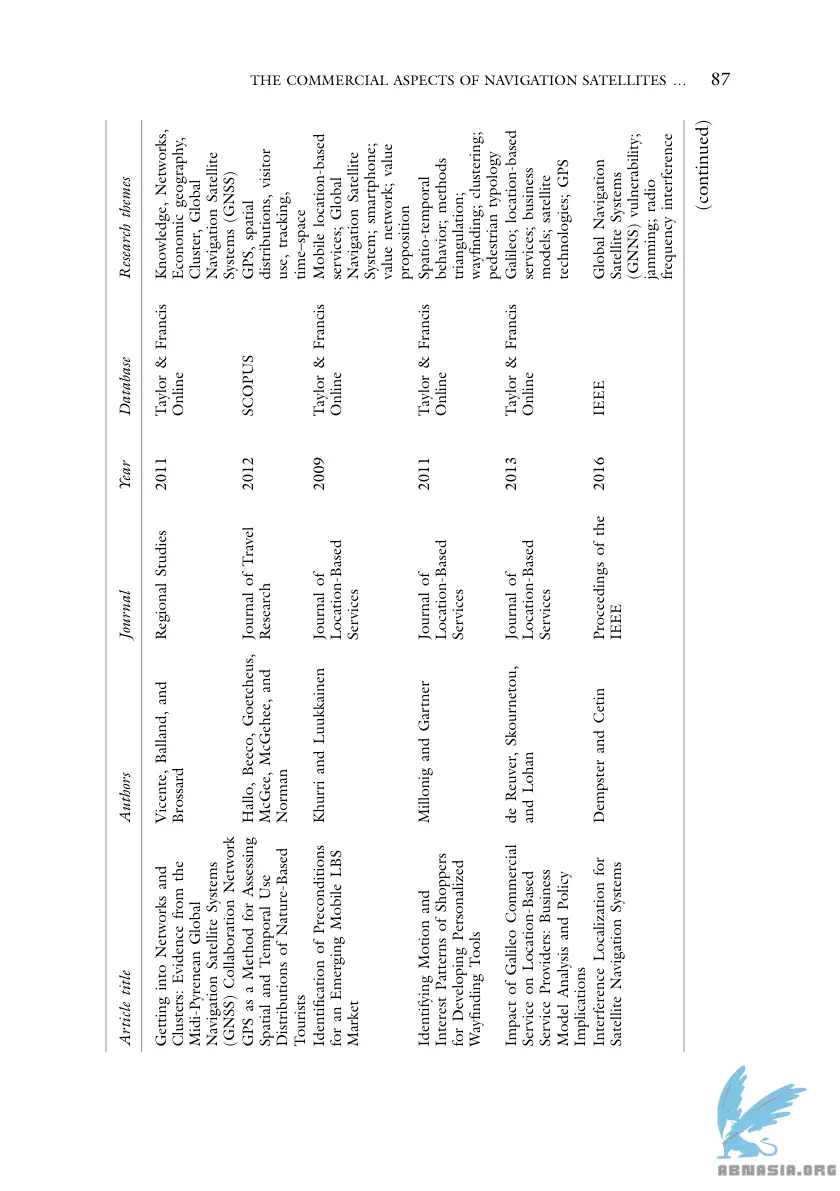 THE COMMERCIAL ASPECTS OF NAVIGATION SATELLITES … 87
Article title Authors Journal Year Database Research themes
Getting into Networks and
Clusters: Evidence from the
Midi-Pyrenean Global
Navigation Satellite Systems
(GNSS) Collaboration Network
Vicente, Balland, and
Brossard
Regional Studies
2011
Taylor & Francis
Online
Knowledge, Networks,
Economic geography,
Cluster, Global
Navigation Satellite
Systems (GNSS)
GPS as a Method for Assessing
Spatial and Temporal Use
Distributions of Nature-Based
Tourists
Hallo, Beeco, Goetcheus,
McGee, McGehee, and
Norman
Journal of Travel
Research
2012
SCOPUS
GPS, spatial
distributions, visitor
use, tracking,
time–space
Identification of Preconditions
for an Emerging Mobile LBS
Market
Khurri and Luukkainen
Journal of
Location-Based
Services
2009
Taylor & Francis
Online
Mobile location-based
services; Global
Navigation Satellite
System; smartphone;
value network; value
proposition
Identifying Motion and
Interest Patterns of Shoppers
for Developing Personalized
Wayfinding Tools
Millonig and Gartner
Journal of
Location-Based
Services
2011
Taylor & Francis
Online
Spatio-temporal
behavior; methods
triangulation;
wayfinding; clustering;
pedestrian typology
Impact of Galileo Commercial
Service on Location-Based
Service Providers: Business
Model Analysis and Policy
Implications
de Reuver, Skournetou,
and Lohan
Journal of
Location-Based
Services
2013
Taylor & Francis
Online
Galileo; location-based
services; business
models; satellite
technologies; GPS
Interference Localization for
Satellite Navigation Systems
Dempster and Cetin
Proceedings of the
IEEE
2016
IEEE
Global Navigation
Satellite Systems
(GNNS) vulnerability;
jamming; radio
frequency interference
(continued)
ABNASIA.ORG